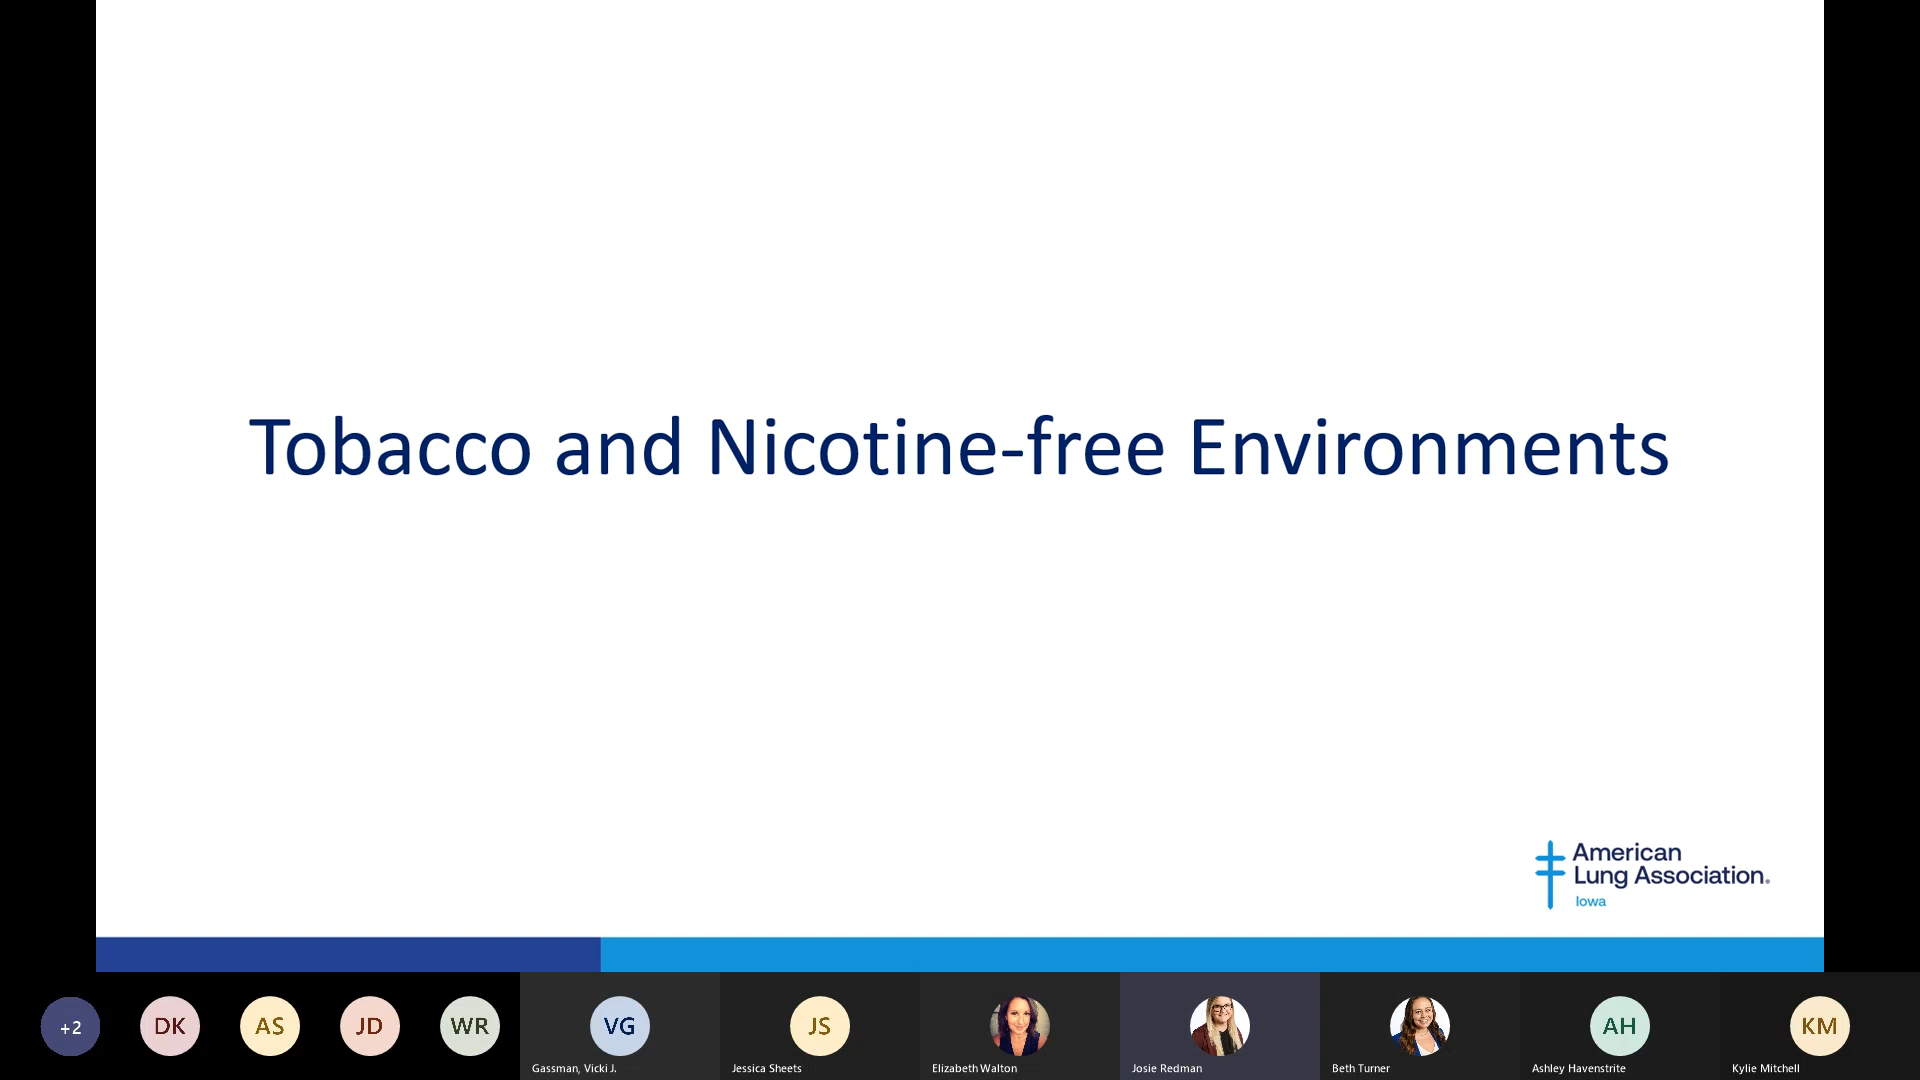 Tobacco and Nicotine-free Environments
American
Lung Association.
Iowa
+2
DK
AS
JD
WR
VG
JS
AH
KM
Gassman, Vicki J.
Jessica Sheets
Elizabeth Walton
Josie Redman
Beth Turner
Ashley Havenstrite
Kylie Mitchell